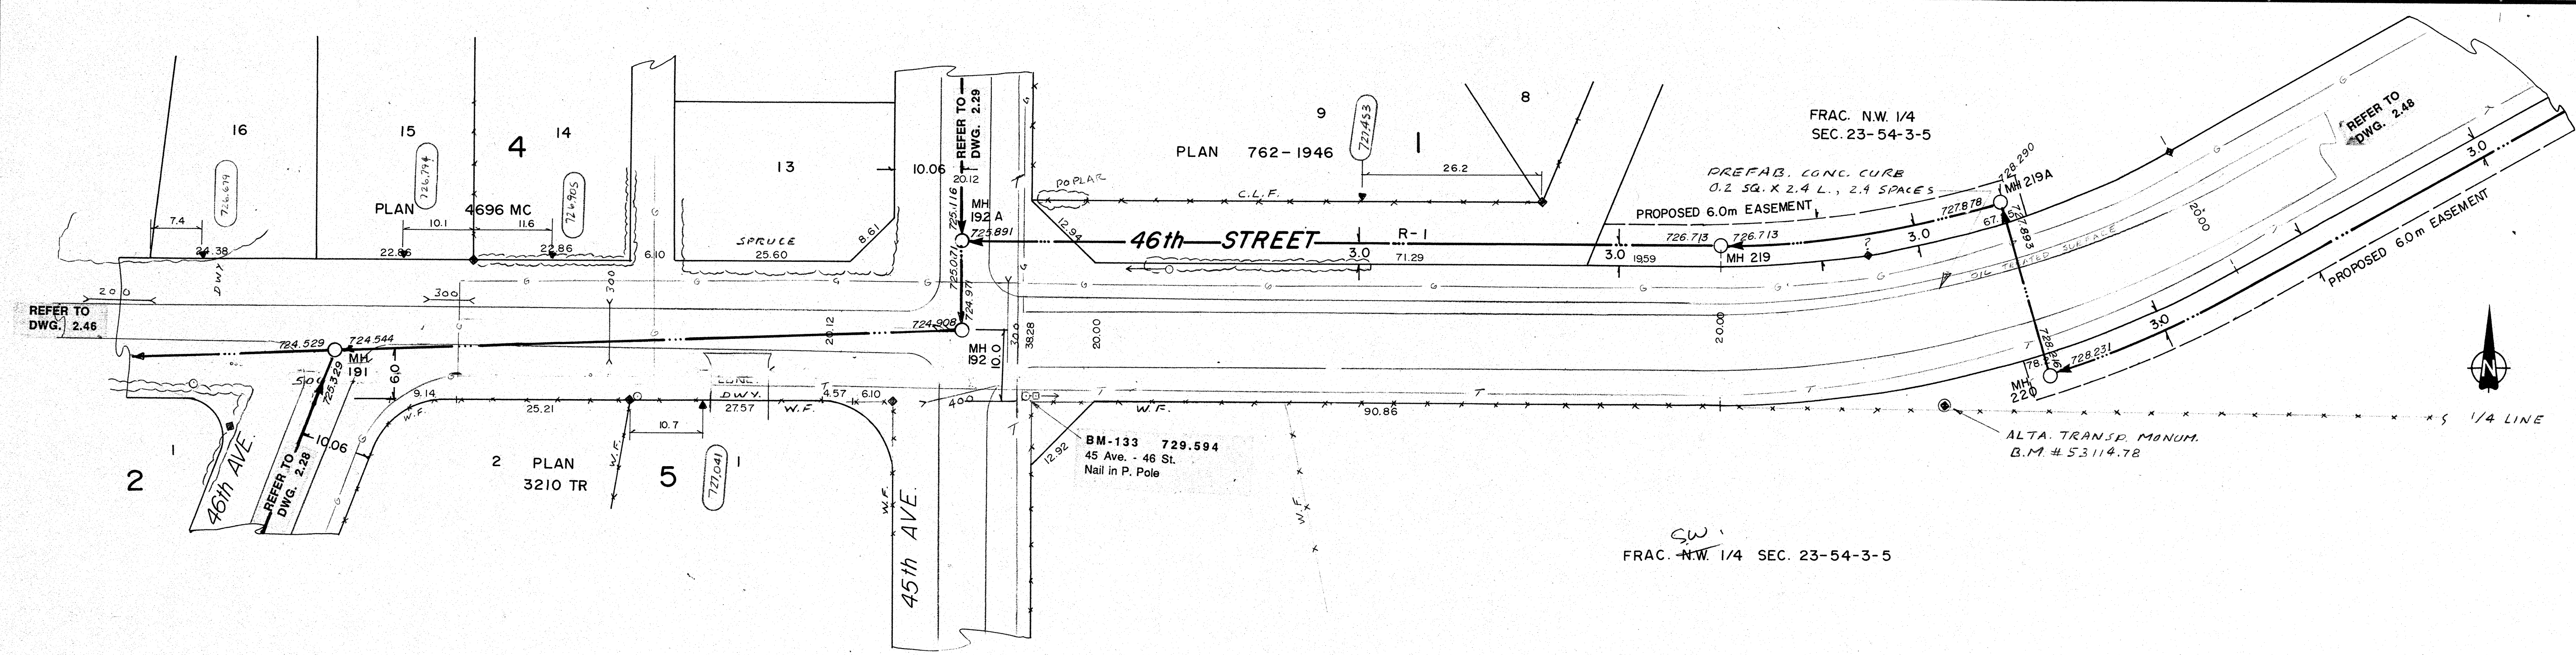 16
15
4
14
13
9
8
1
726.679
726.794
726.905
727.453
PLAN 4696 MC
PLAN 762-1946
FRAC. N.W. 1/4
SEC. 23-54-3-5
7.4
10.1
11.6
24.38
22.86
22.86
DWY
6.10
SPRUCE
25.60
8.61
10.06
20.12
REFER TO
DWG. 2.29
MH
192 A
725.116
725.891
725.071
724.971
POPLAR
C.L.F.
26.2
12.94
46th STREET
R-1
3.0
71.29
3.0
19.59
PREFAB. CONC. CURB
0.2 SQ. X 2.4 L., 2.4 SPACES
PROPOSED 6.0m EASEMENT
726.713
726.713
MH 219
727.878
728.290
MH 219A
727.893
3.0
?
OIL TREATED SURFACE
20.00
REFER TO
DWG. 2.48
3.0
PROPOSED 6.0m EASEMENT
3.0
728.231
MH
220
200
300
300
REFER TO
DWG. 2.46
724.529
724.544
MH
191
725.329
6.0
20.12
724.908
MH
192
10.0
3.0
38.28
20.00
20.00
9.14
W.F.
25.21
DWY.
27.57
W.F.
4.57
6.10
400
W.F.
90.86
10.7
12.92
BM-133 729.594
45 Ave. - 46 St.
Nail in P. Pole
ALTA. TRANSP. MONUM.
B.M. # 53114.78
1/4 LINE
2
1
46th AVE.
REFER TO
DWG. 2.28
10.06
2
PLAN
3210 TR
W.F.
5
1
727.041
W.F.
45th AVE.
W.F.
S.W.
FRAC. N.W. 1/4 SEC. 23-54-3-5
N